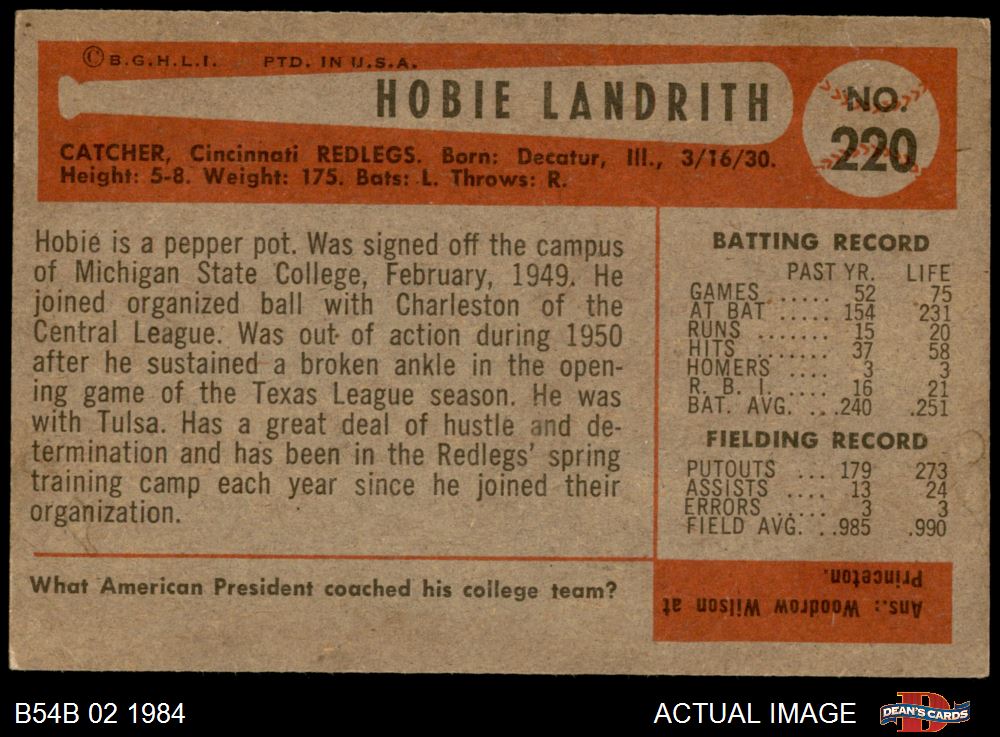 ©B.G.H.L.I. PTD. IN U.S.A.
HOBIE LANDRITH
NO.
220
CATCHER, Cincinnati REDLEGS. Born: Decatur, Ill., 3/16/30.
Height: 5-8. Weight: 175. Bats: L. Throws: R.
Hobie is a pepper pot. Was signed off the campus
of Michigan State College, February, 1949. He
joined organized ball with Charleston of the
Central League. Was out of action during 1950
after he sustained a broken ankle in the open-
ing game of the Texas League season. He was
with Tulsa. Has a great deal of hustle and de-
termination and has been in the Redlegs' spring
training camp each year since he joined their
organization.
BATTING RECORD
PAST YR. LIFE
GAMES ...... 52 75
AT BAT ..... 154 231
RUNS ....... 15 20
HITS ....... 37 58
HOMERS .... 3 3
R. B. I. .... 16 21
BAT. AVG. ...240 .251
FIELDING RECORD
PUTOUTS ... 179 273
ASSISTS .... 13 24
ERRORS ..... 3 3
FIELD AVG. ..985 .990
What American President coached his college team?
Ans.: Woodrow Wilson at
Princeton.
B54B 02 1984
ACTUAL IMAGE
DEAN'S CARDS